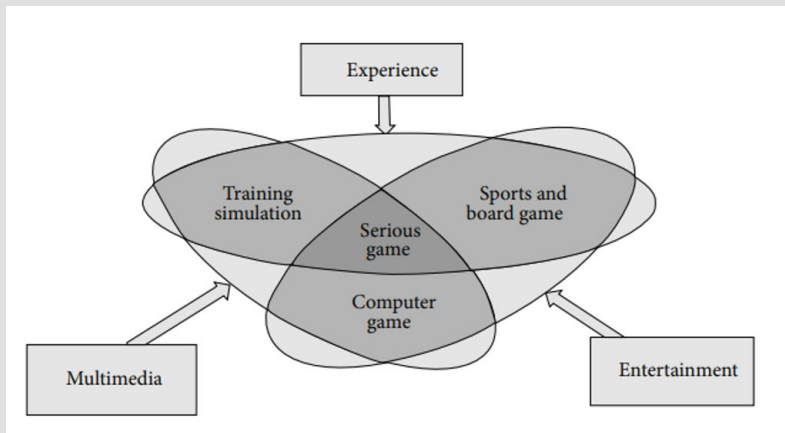 Experience
Training
simulation
Sports and
board game
Serious
game
Computer
game
Multimedia
Entertainment